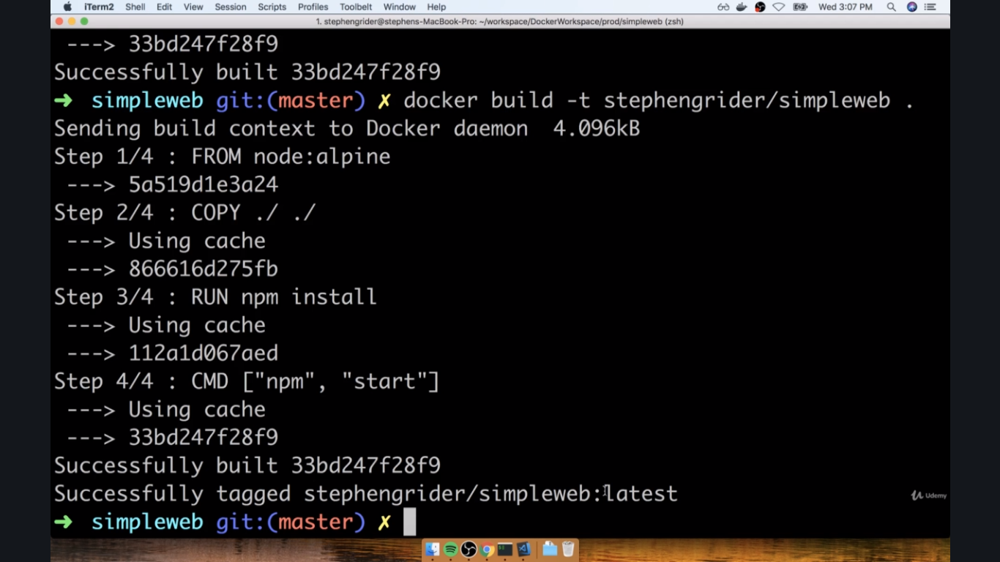 iTerm2 Shell Edit View Session Scripts Profiles Toolbelt Window Help Wed 3:07 PM
1. stephengrider@stephens-MacBook-Pro: ~/workspace/DockerWorkspace/prod/simpleweb (zsh)
---> 33bd247f28f9
Successfully built 33bd247f28f9
➜ simpleweb git:(master) ✗ docker build -t stephengrider/simpleweb .
Sending build context to Docker daemon 4.096kB
Step 1/4 : FROM node:alpine
---> 5a519d1e3a24
Step 2/4 : COPY ./ ./
---> Using cache
---> 866616d275fb
Step 3/4 : RUN npm install
---> Using cache
---> 112a1d067aed
Step 4/4 : CMD ["npm", "start"]
---> Using cache
---> 33bd247f28f9
Successfully built 33bd247f28f9
Successfully tagged stephengrider/simpleweb:latest
Udemy
➜ simpleweb git:(master) ✗